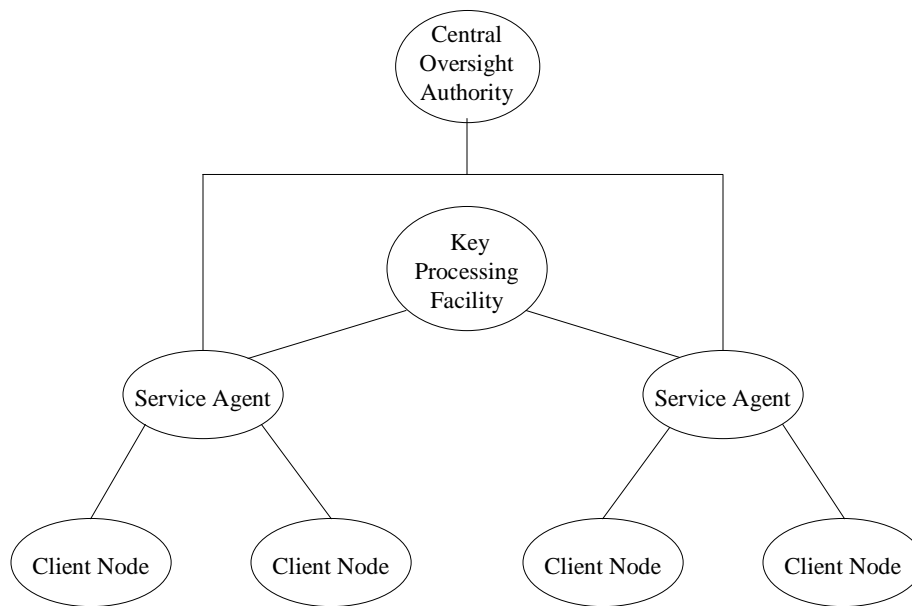 Central
Oversight
Authority
Key
Processing
Facility
Service Agent
Service Agent
Client Node
Client Node
Client Node
Client Node